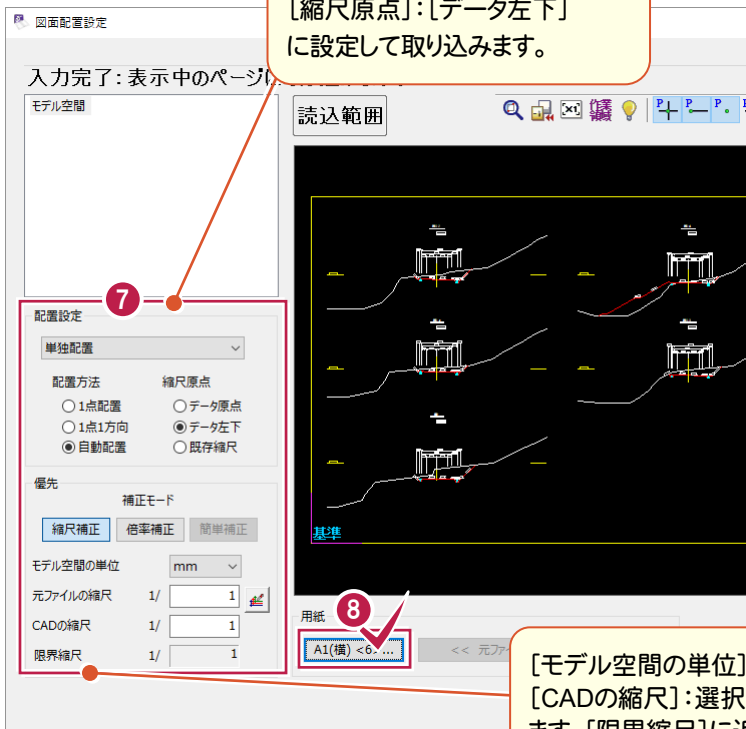 図面配置設定
[縮尺原点]：[データ左下]
に設定して取り込みます。
入力完了：表示中のページに
モデル空間
読込範囲
7
配置設定
単独配置
配置方法 縮尺原点
1点配置 データ原点
1点1方向 データ左下
自動配置 既存縮尺
優先
補正モード
縮尺補正 倍率補正 簡単補正
モデル空間の単位 mm
元ファイルの縮尺 1/ 1
CADの縮尺 1/ 1
限界縮尺 1/ 1
基準
用紙
8
A1(横) <6... << 元ファ
[モデル空間の単位]
[CADの縮尺]：選択
ます。[限界縮尺]に